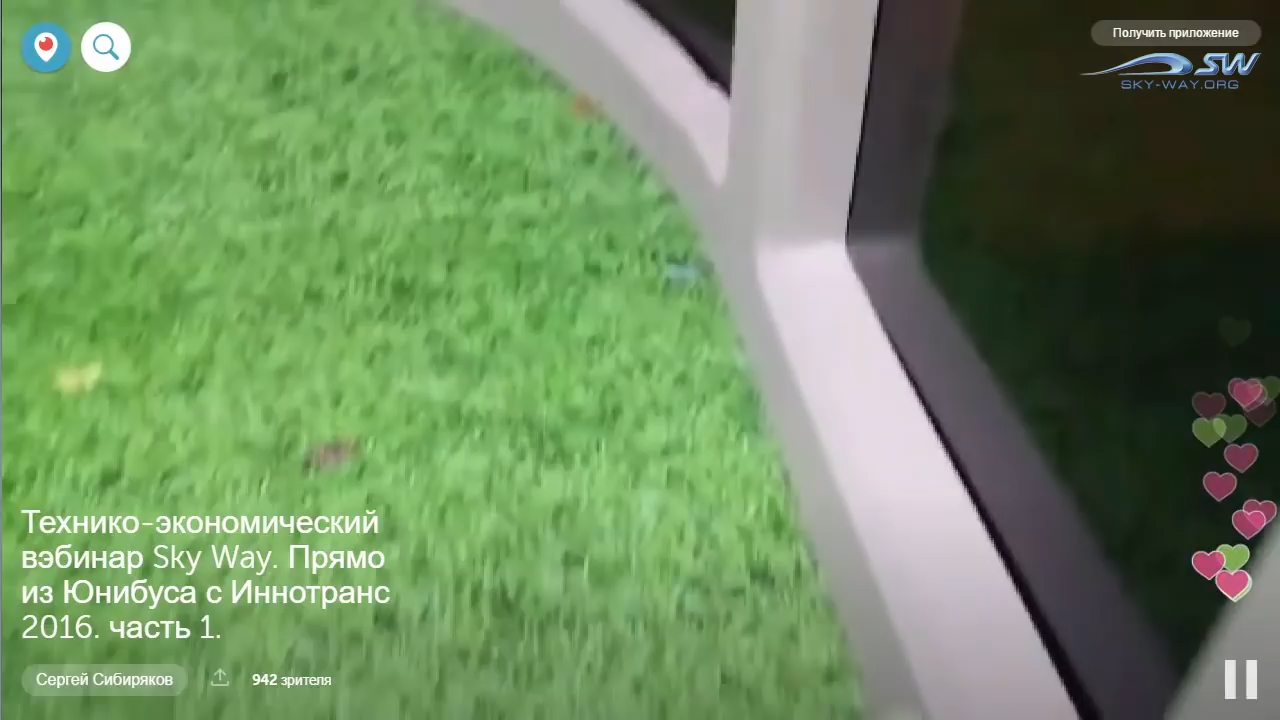 Получить приложение
SW
SKY-WAY.ORG
Технико-экономический
вэбинар Sky Way. Прямо
из Юнибуса с Иннотранс
2016. часть 1.
Сергей Сибиряков
942 зрителя